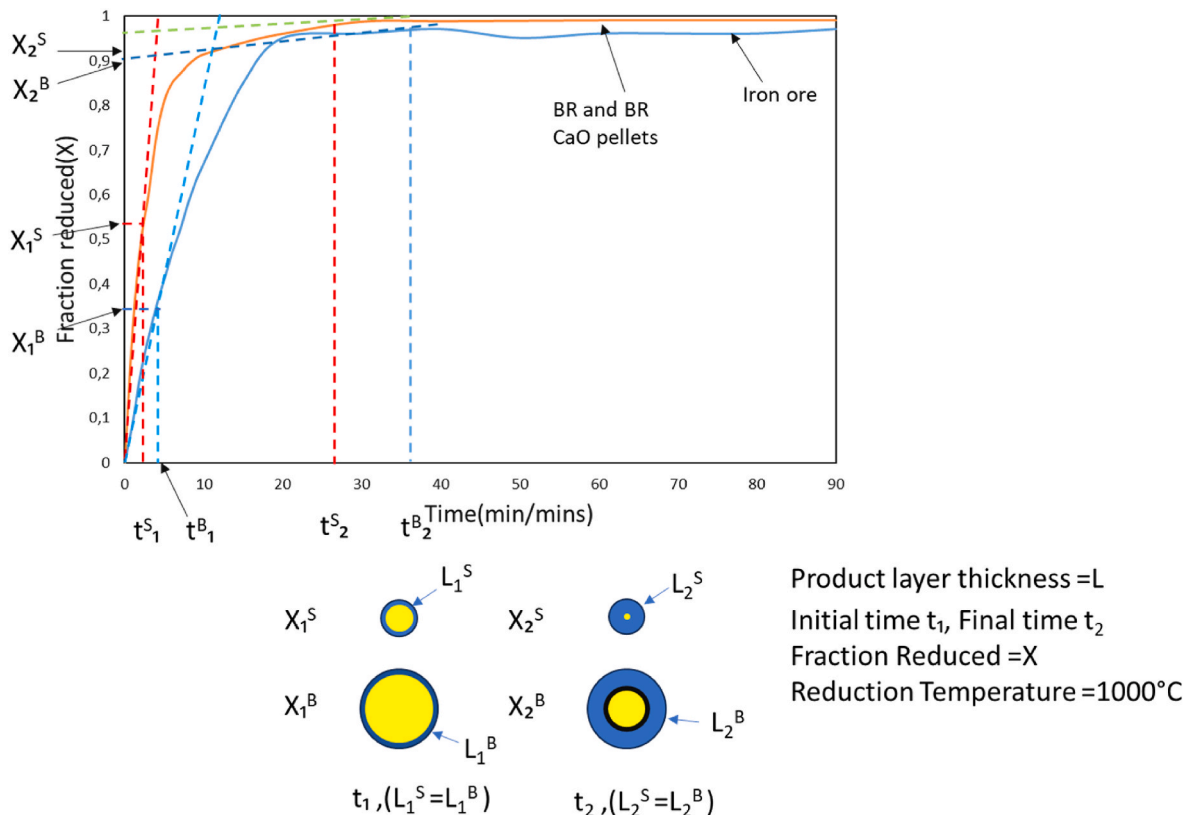 X₂ˢ
X₂ᴮ
X₁ˢ
X₁ᴮ
Fraction reduced(X)
1
0,9
0,8
0,7
0,6
0,5
0,4
0,3
0,2
0,1
0
BR and BR
CaO pellets
Iron ore
0 10 20 30 40 50 60 70 80 90
tˢ₁ tᴮ₁ tˢ₂ tᴮ₂ Time(min/mins)
X₁ˢ L₁ˢ X₂ˢ L₂ˢ
X₁ᴮ L₁ᴮ X₂ᴮ L₂ᴮ
t₁ ,(L₁ˢ=L₁ᴮ) t₂ ,(L₂ˢ=L₂ᴮ)
Product layer thickness =L
Initial time t₁, Final time t₂
Fraction Reduced =X
Reduction Temperature =1000°C